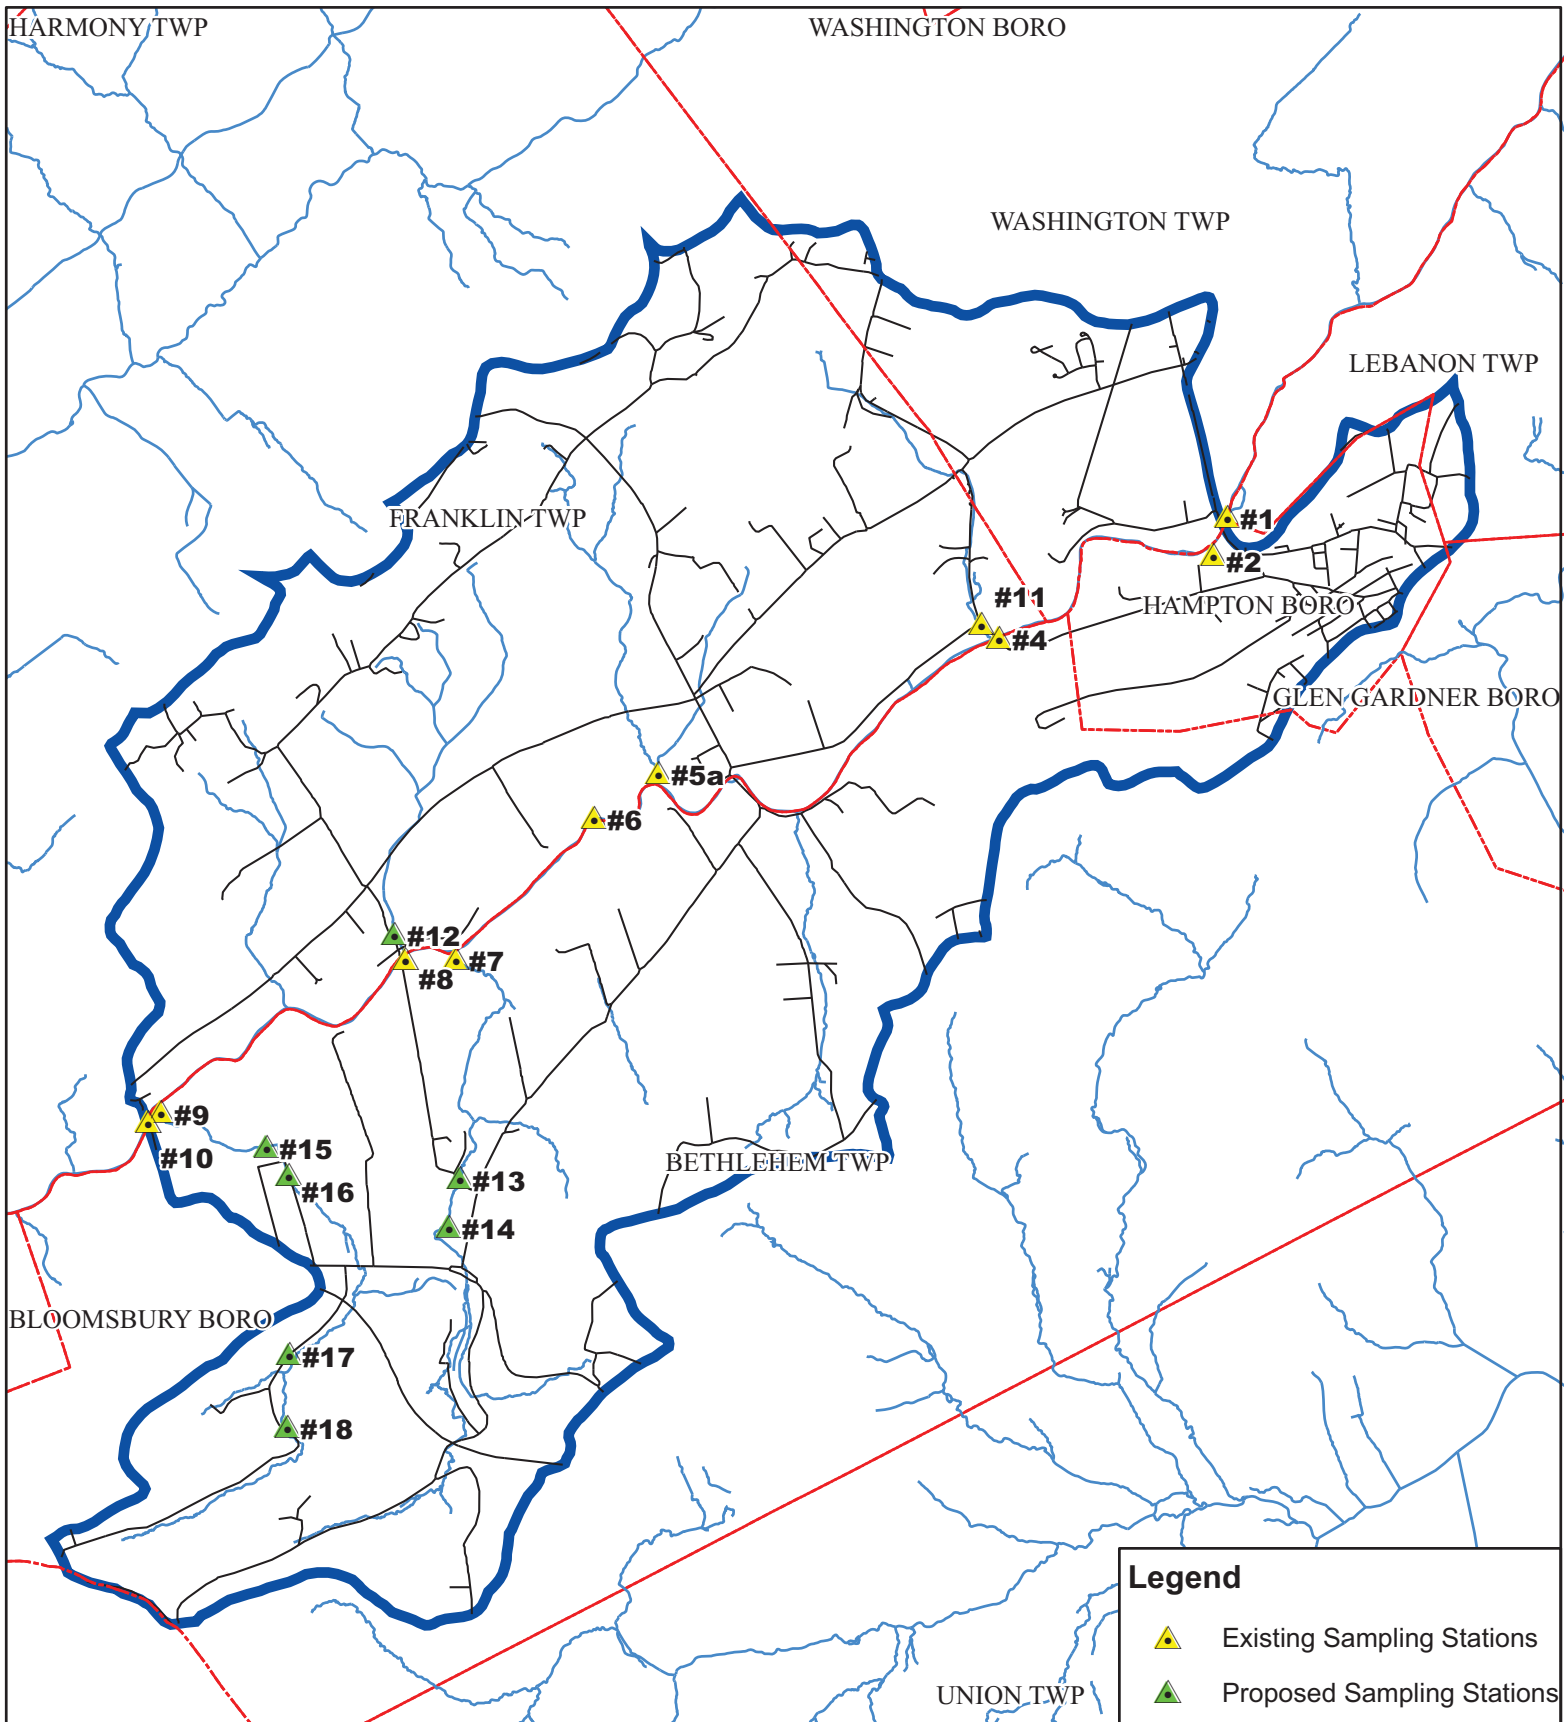 HARMONY TWP
WASHINGTON BORO
WASHINGTON TWP
LEBANON TWP
FRANKLIN TWP
#1
#2
#11
HAMPTON BORO
#4
GLEN GARDNER BORO
#5a
#6
#12
#7
#8
#9
#10
#15
BETHLEHEM TWP
#13
#16
#14
BLOOMSBURY BORO
#17
#18
Legend
Existing Sampling Stations
UNION TWP
Proposed Sampling Stations